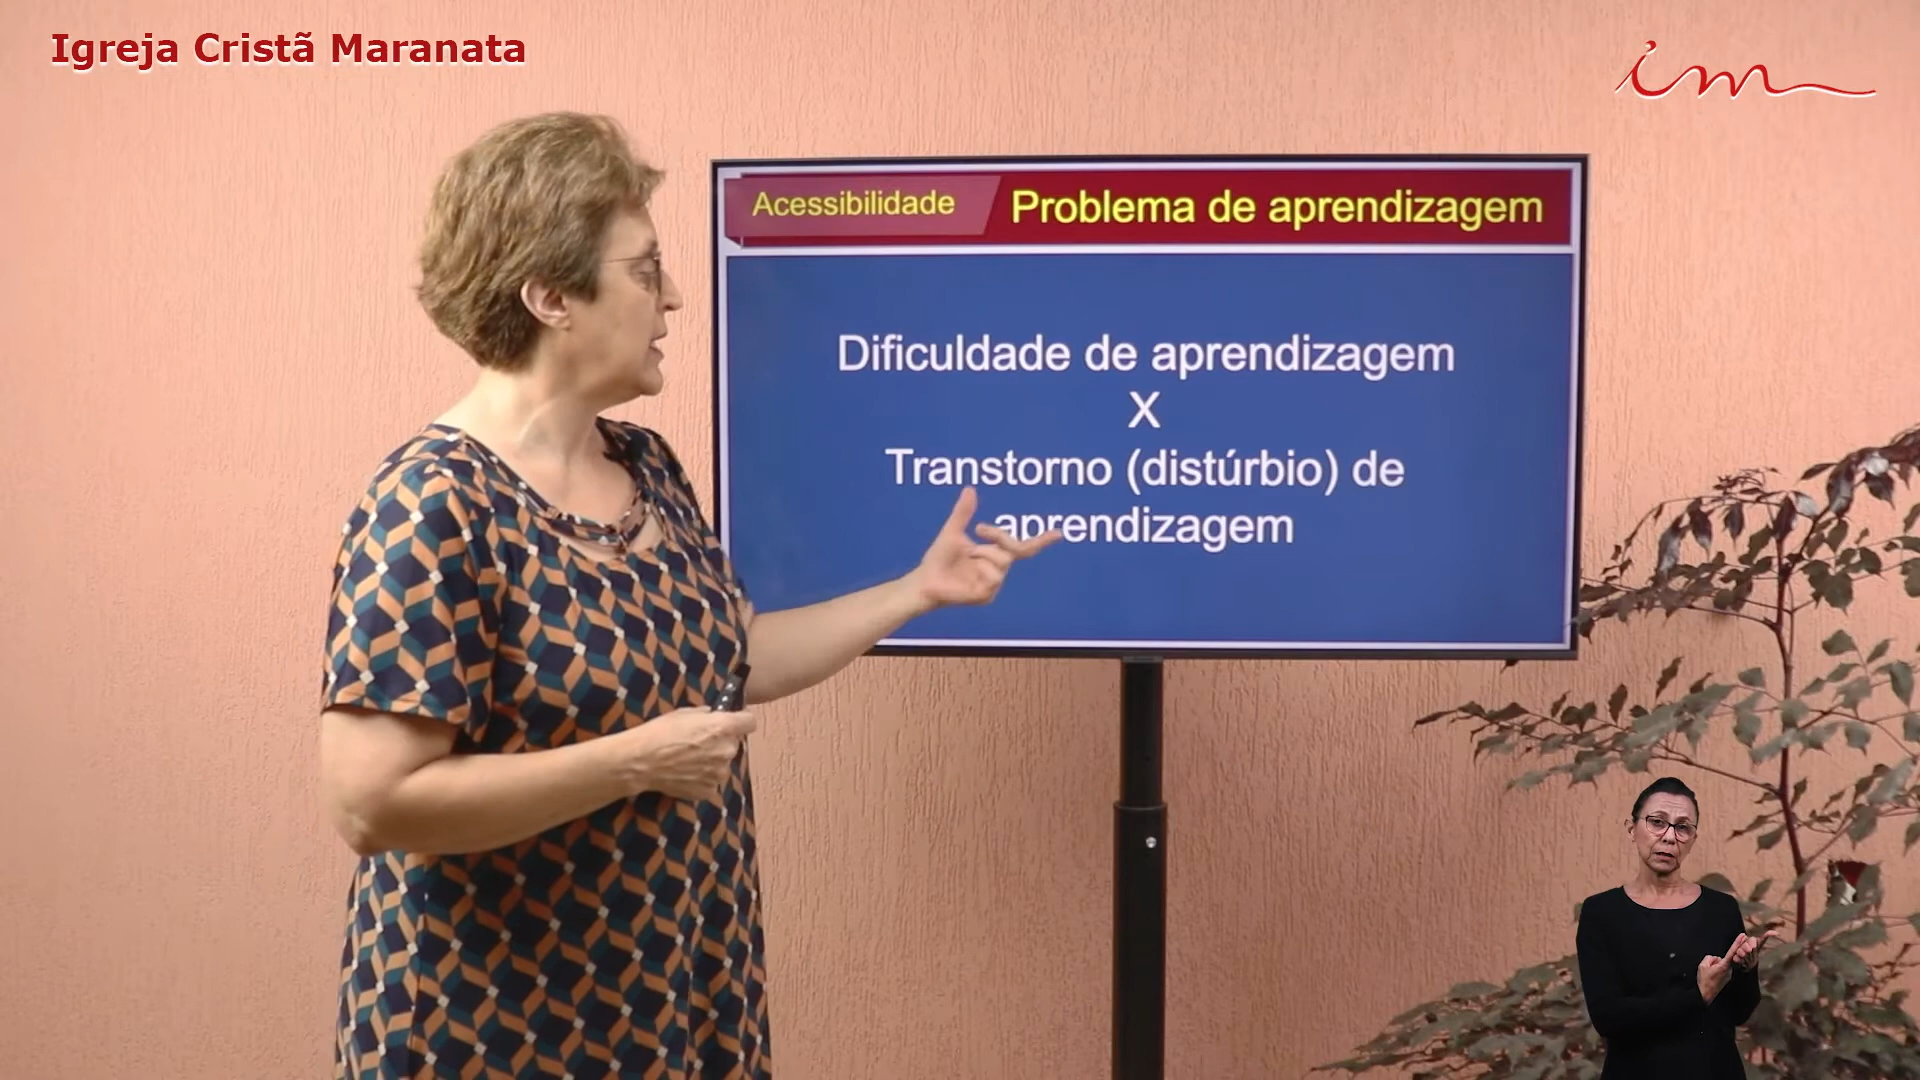 Igreja Cristã Maranata
im
Acessibilidade
Problema de aprendizagem
Dificuldade de aprendizagem
X
Transtorno (distúrbio) de
aprendizagem